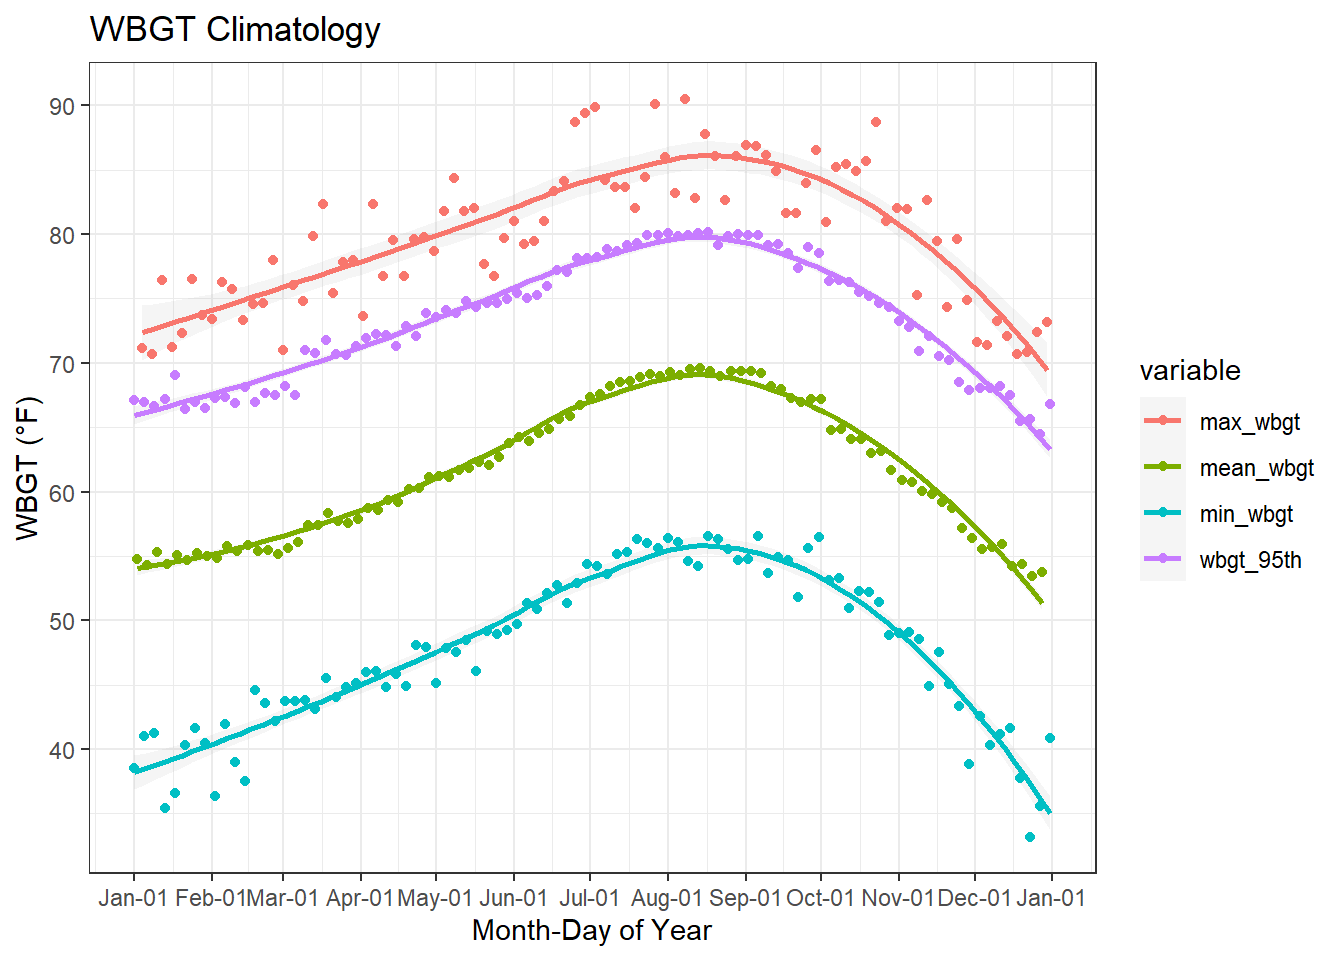 WBGT Climatology
WBGT (°F)
90
80
70
60
50
40
Jan-01 Feb-01 Mar-01 Apr-01 May-01 Jun-01 Jul-01 Aug-01 Sep-01 Oct-01 Nov-01 Dec-01 Jan-01
Month-Day of Year
variable
max_wbgt
mean_wbgt
min_wbgt
wbgt_95th